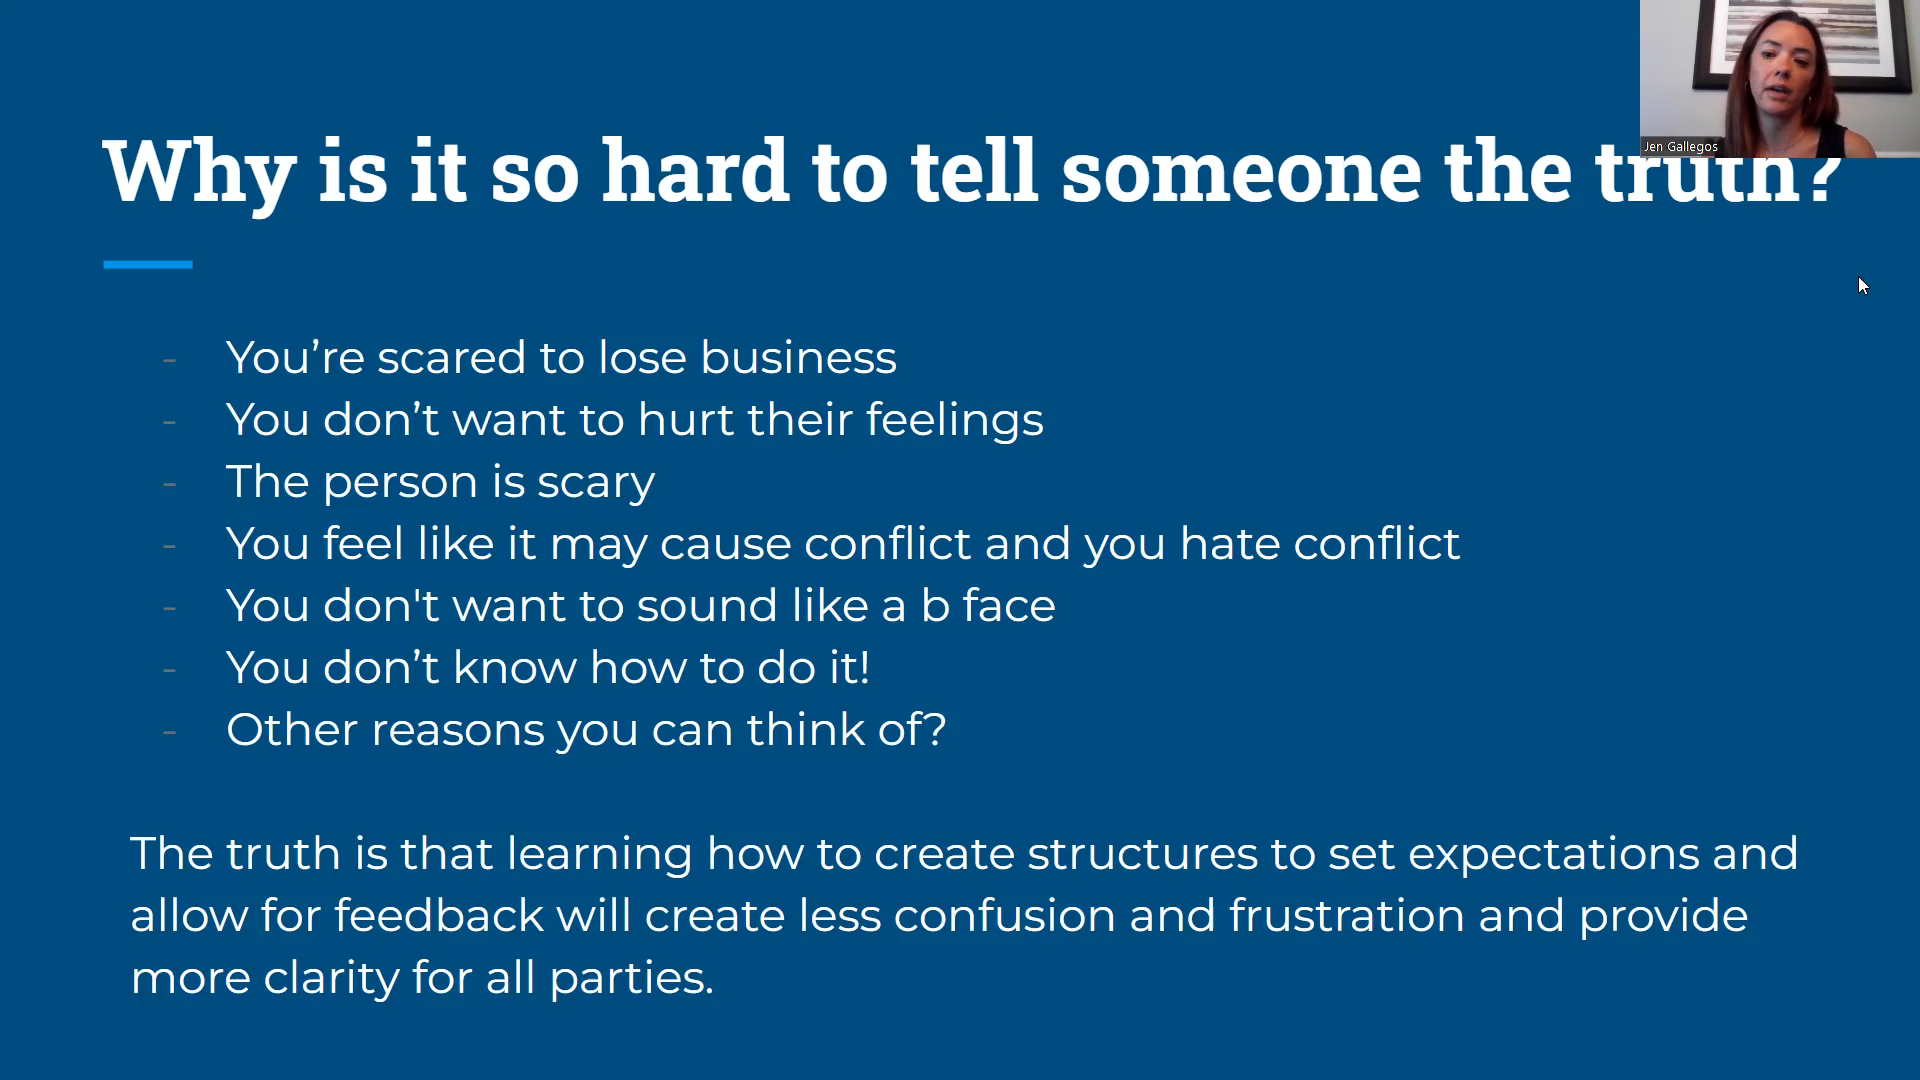 Jen Gallegos
Why is it so hard to tell someone the truth?
- You’re scared to lose business
- You don’t want to hurt their feelings
- The person is scary
- You feel like it may cause conflict and you hate conflict
- You don't want to sound like a b face
- You don’t know how to do it!
- Other reasons you can think of?
The truth is that learning how to create structures to set expectations and
allow for feedback will create less confusion and frustration and provide
more clarity for all parties.